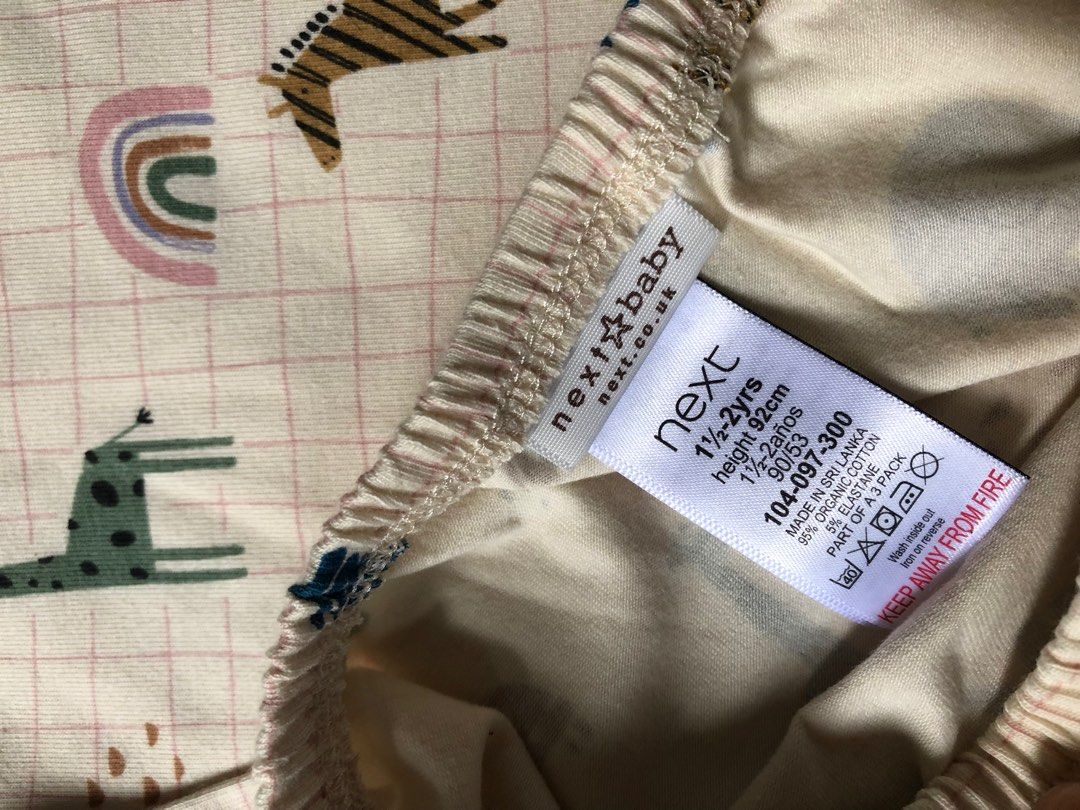 next☆baby
next.co.uk
next
1½-2yrs
height 92cm
1½-2años
90/53
104-097-300
MADE IN SRI LANKA
95% ORGANIC COTTON
5% ELASTANE
PART OF A 3 PACK
40
Wash inside out
Iron on reverse
KEEP AWAY FROM FIRE